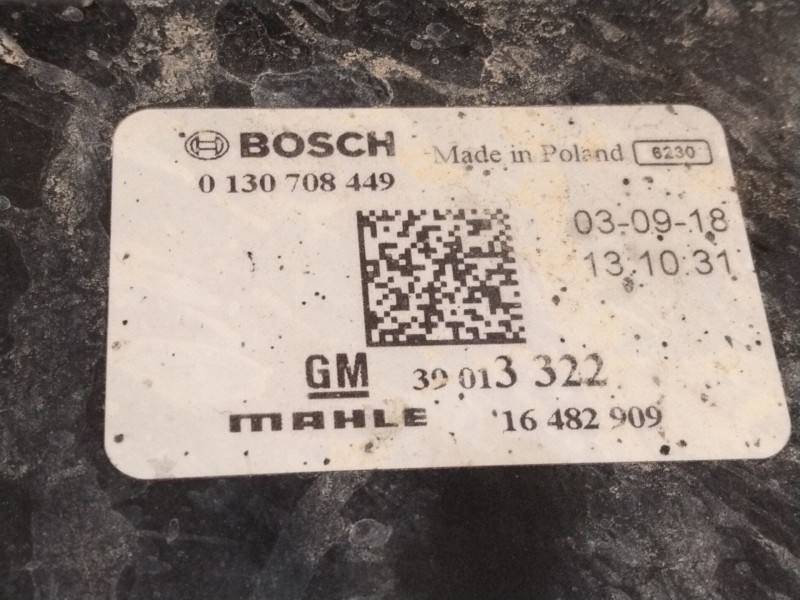 BOSCH Made in Poland 6230
0 130 708 449
03-09-18
13:10:31
GM 39 013 322
MAHLE 16 482 909